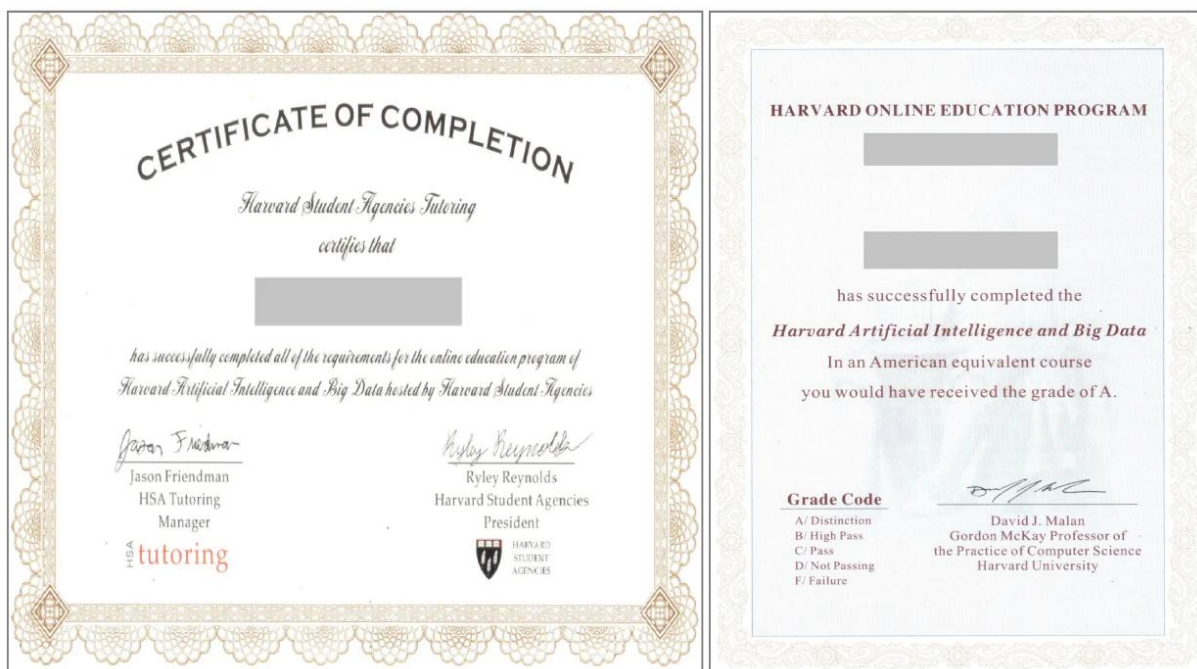 CERTIFICATE OF COMPLETION
Harvard Student Agencies Tutoring
certifies that
has successfully completed all of the requirements for the online education program of
Harvard Artificial Intelligence and Big Data hosted by Harvard Student Agencies
Jason Friedman
Jason Friendman
HSA Tutoring
Manager
HSA tutoring
Ryley Reynolds
Ryley Reynolds
Harvard Student Agencies
President
HARVARD
STUDENT
AGENCIES
HARVARD ONLINE EDUCATION PROGRAM
has successfully completed the
Harvard Artificial Intelligence and Big Data
In an American equivalent course
you would have received the grade of A.
Grade Code
A/ Distinction
B/ High Pass
C/ Pass
D/ Not Passing
F/ Failure
David J. Malan
Gordon McKay Professor of
the Practice of Computer Science
Harvard University